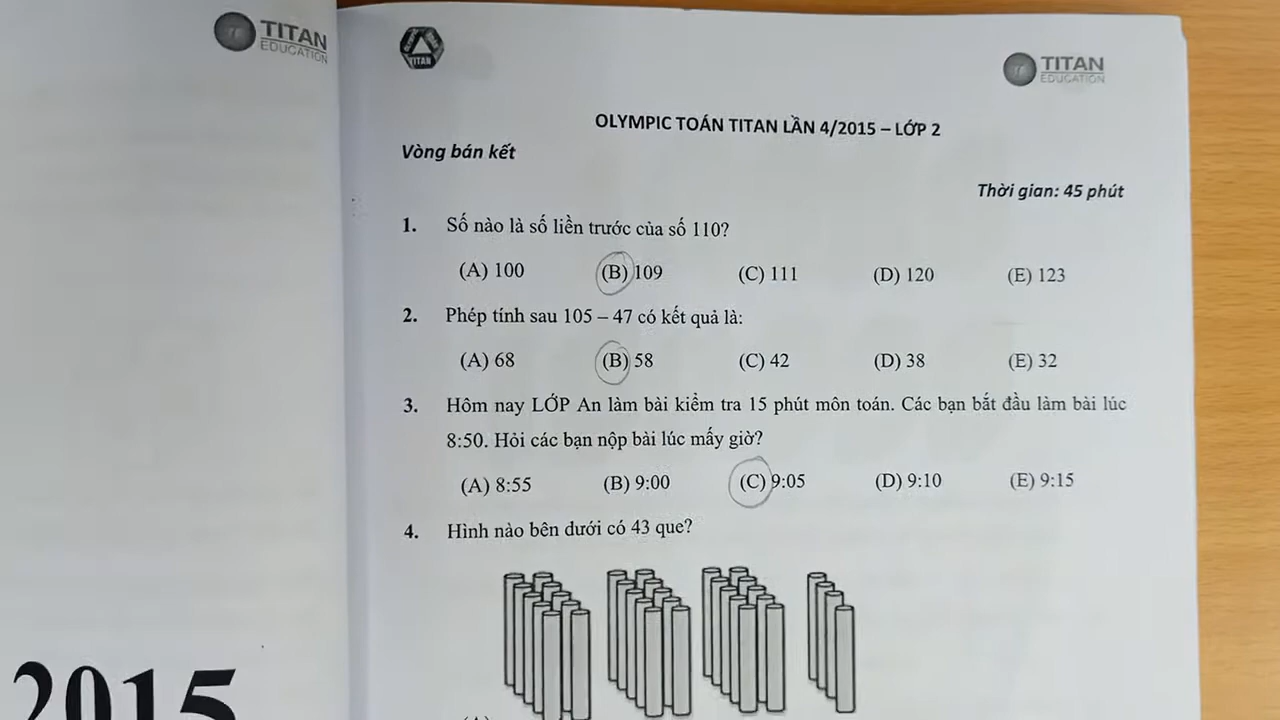 TITAN
EDUCATION
2015
TITAN
TITAN
EDUCATION
OLYMPIC TOÁN TITAN LẦN 4/2015 – LỚP 2
Vòng bán kết
Thời gian: 45 phút
1. Số nào là số liền trước của số 110?
(A) 100 (B) 109 (C) 111 (D) 120 (E) 123
2. Phép tính sau 105 – 47 có kết quả là:
(A) 68 (B) 58 (C) 42 (D) 38 (E) 32
3. Hôm nay LỚP An làm bài kiểm tra 15 phút môn toán. Các bạn bắt đầu làm bài lúc
8:50. Hỏi các bạn nộp bài lúc mấy giờ?
(A) 8:55 (B) 9:00 (C) 9:05 (D) 9:10 (E) 9:15
4. Hình nào bên dưới có 43 que?